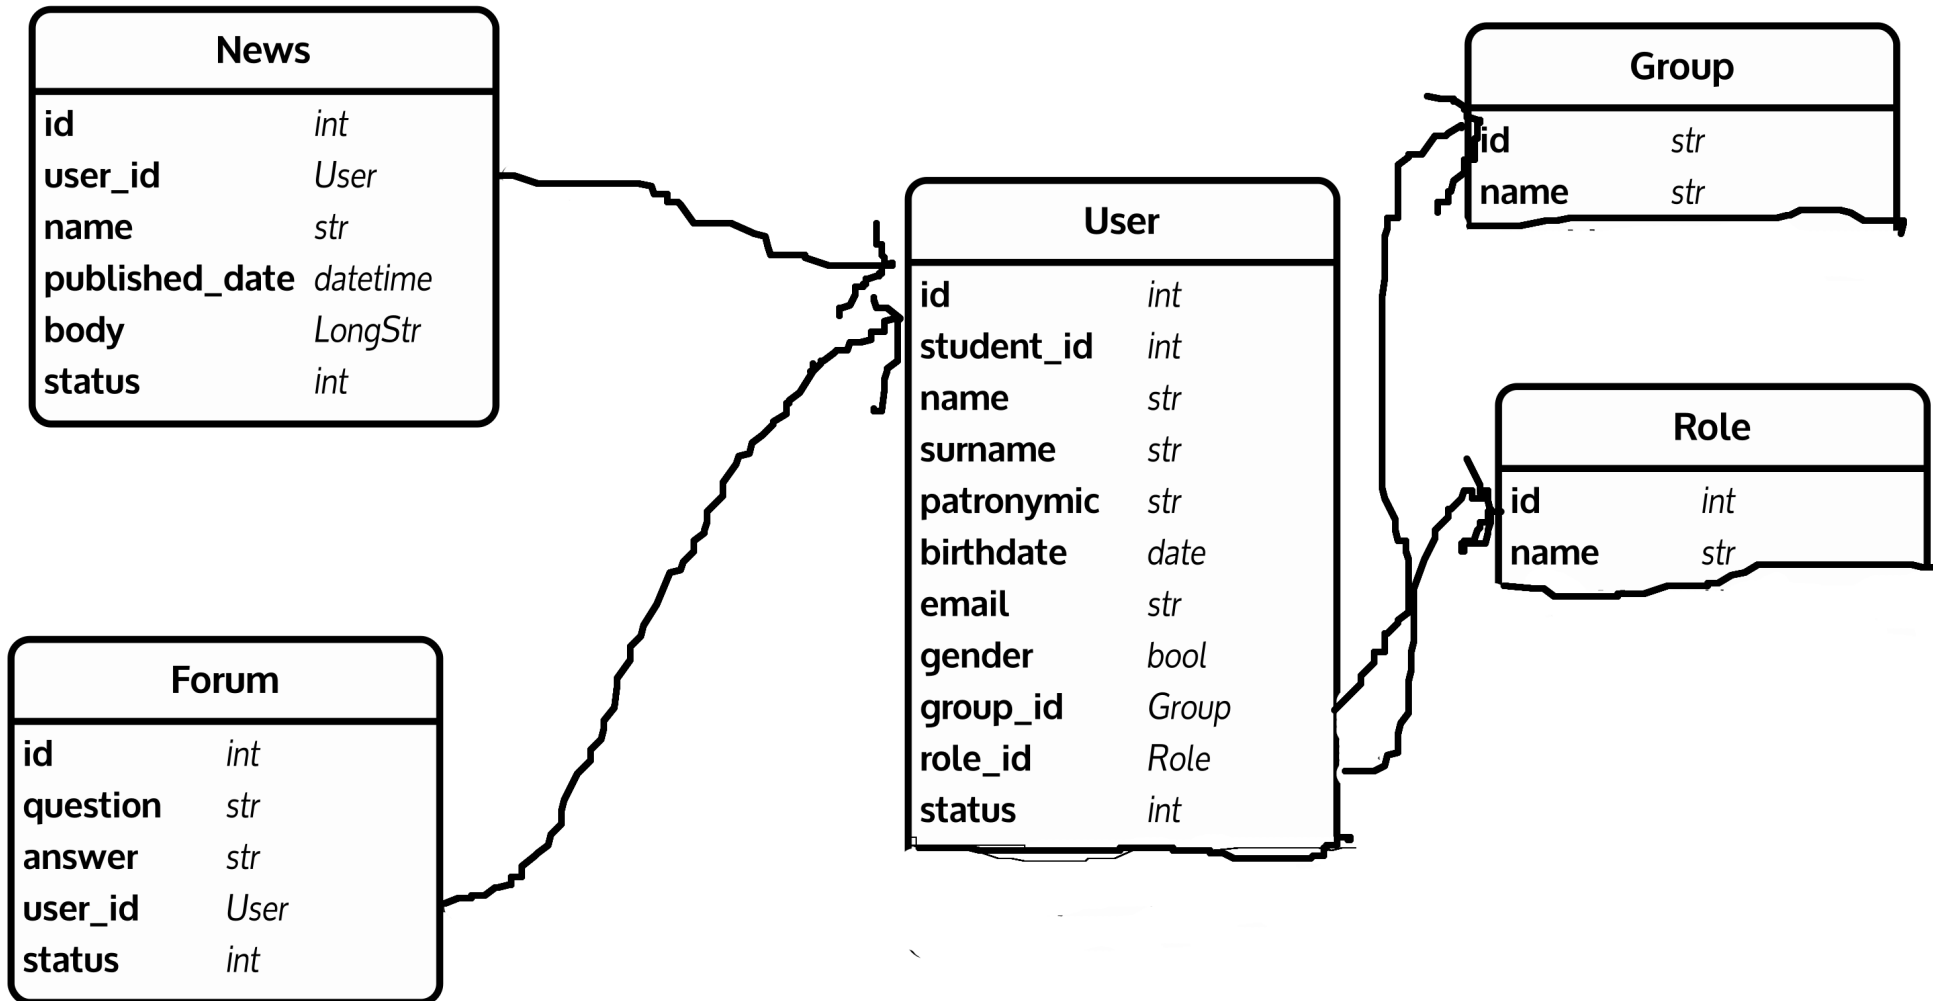 News
id int
user_id User
name str
published_date datetime
body LongStr
status int
Forum
id int
question str
answer str
user_id User
status int
User
id int
student_id int
name str
surname str
patronymic str
birthdate date
email str
gender bool
group_id Group
role_id Role
status int
Group
id str
name str
Role
id int
name str